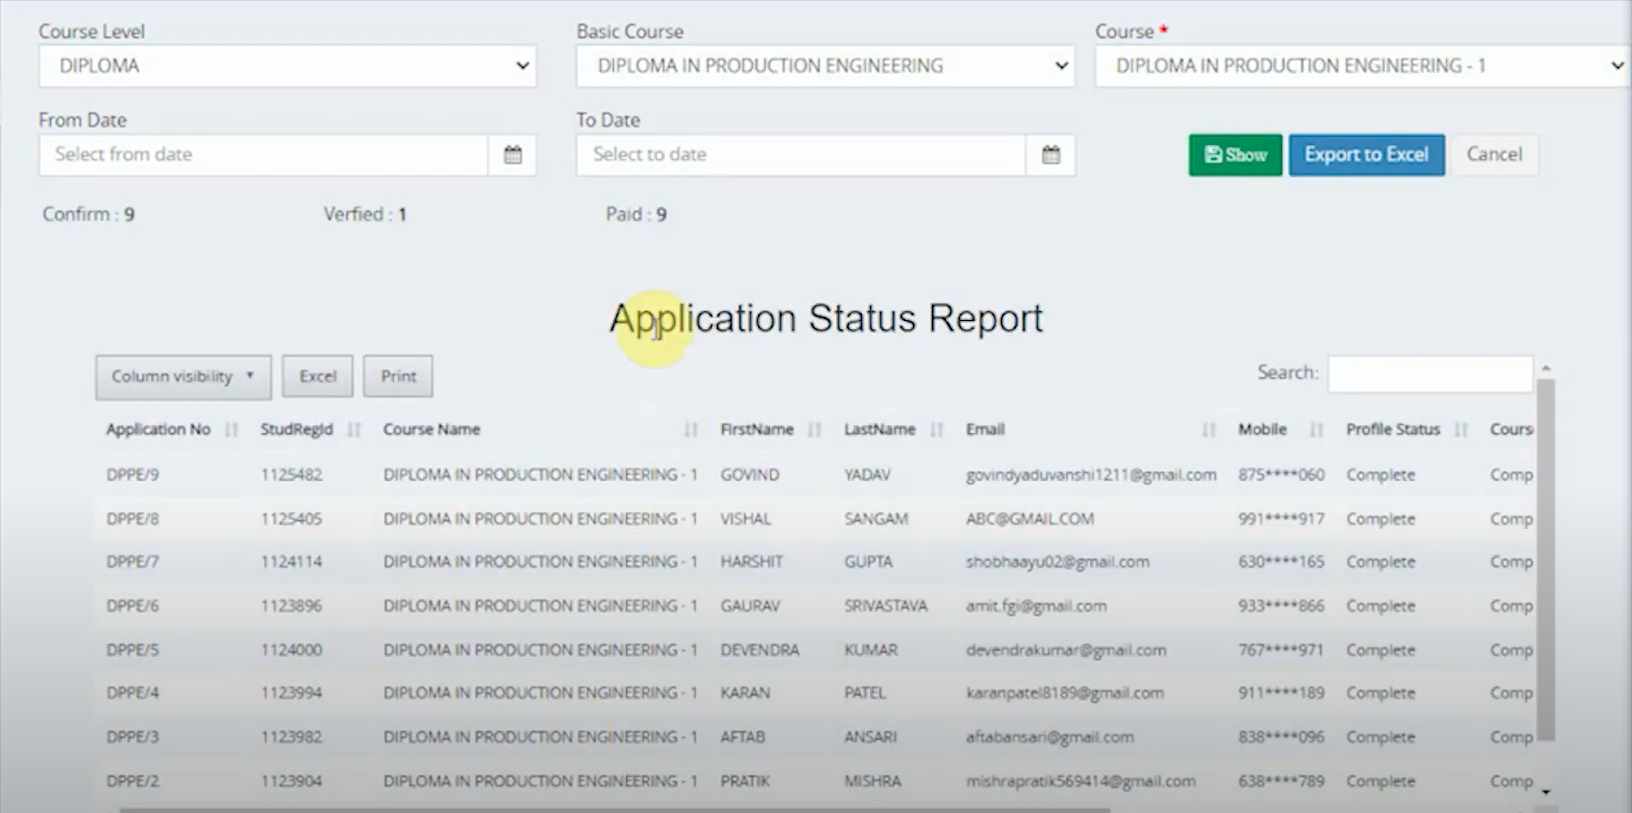 Course Level Basic Course Course *
DIPLOMA DIPLOMA IN PRODUCTION ENGINEERING DIPLOMA IN PRODUCTION ENGINEERING - 1
From Date To Date
Select from date Select to date Show Export to Excel Cancel
Confirm : 9 Verfied : 1 Paid : 9
Application Status Report
Column visibility Excel Print Search:
Application No StudRegId Course Name FirstName LastName Email Mobile Profile Status Cours
DPPE/9 1125482 DIPLOMA IN PRODUCTION ENGINEERING - 1 GOVIND YADAV govindyaduvanshi1211@gmail.com 875****060 Complete Comp
DPPE/8 1125405 DIPLOMA IN PRODUCTION ENGINEERING - 1 VISHAL SANGAM ABC@GMAIL.COM 991****917 Complete Comp
DPPE/7 1124114 DIPLOMA IN PRODUCTION ENGINEERING - 1 HARSHIT GUPTA shobhaayu02@gmail.com 630****165 Complete Comp
DPPE/6 1123896 DIPLOMA IN PRODUCTION ENGINEERING - 1 GAURAV SRIVASTAVA amit.fgi@gmail.com 933****866 Complete Comp
DPPE/5 1124000 DIPLOMA IN PRODUCTION ENGINEERING - 1 DEVENDRA KUMAR devendrakumar@gmail.com 767****971 Complete Comp
DPPE/4 1123994 DIPLOMA IN PRODUCTION ENGINEERING - 1 KARAN PATEL karanpatel8189@gmail.com 911****189 Complete Comp
DPPE/3 1123982 DIPLOMA IN PRODUCTION ENGINEERING - 1 AFTAB ANSARI aftabansari@gmail.com 838****096 Complete Comp
DPPE/2 1123904 DIPLOMA IN PRODUCTION ENGINEERING - 1 PRATIK MISHRA mishrapratik569414@gmail.com 638****789 Complete Comp